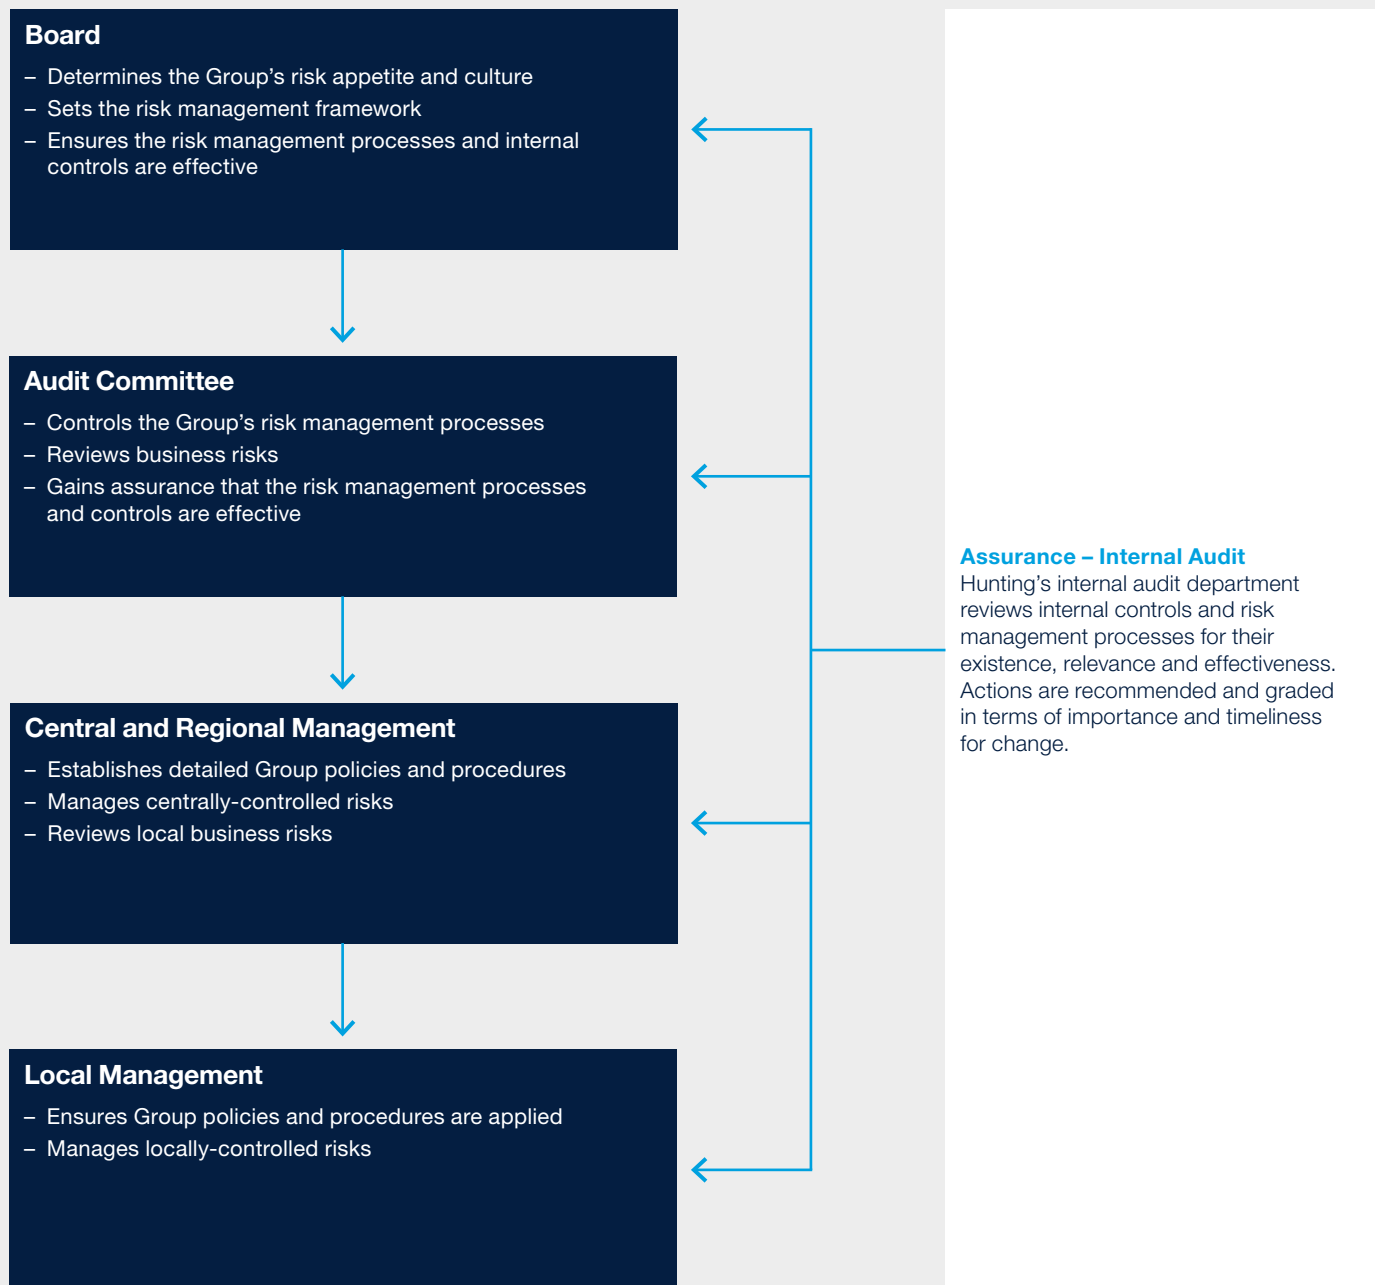 Board
– Determines the Group’s risk appetite and culture
– Sets the risk management framework
– Ensures the risk management processes and internal
controls are effective
Audit Committee
– Controls the Group’s risk management processes
– Reviews business risks
– Gains assurance that the risk management processes
and controls are effective
Central and Regional Management
– Establishes detailed Group policies and procedures
– Manages centrally-controlled risks
– Reviews local business risks
Local Management
– Ensures Group policies and procedures are applied
– Manages locally-controlled risks
Assurance – Internal Audit
Hunting’s internal audit department
reviews internal controls and risk
management processes for their
existence, relevance and effectiveness.
Actions are recommended and graded
in terms of importance and timeliness
for change.